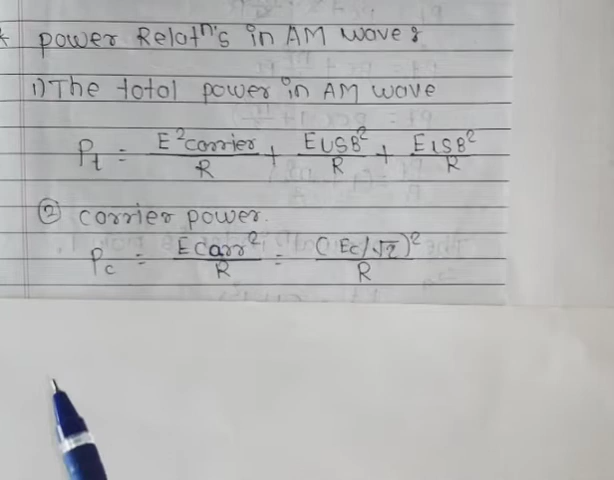 * Power Relatⁿ's in AM wave :
1) The total power in AM wave
Pt = E²carrier/R + EUSB²/R + ELSB²/R
② carrier power.
Pc = Ecarr²/R = (Ec/√2)²/R